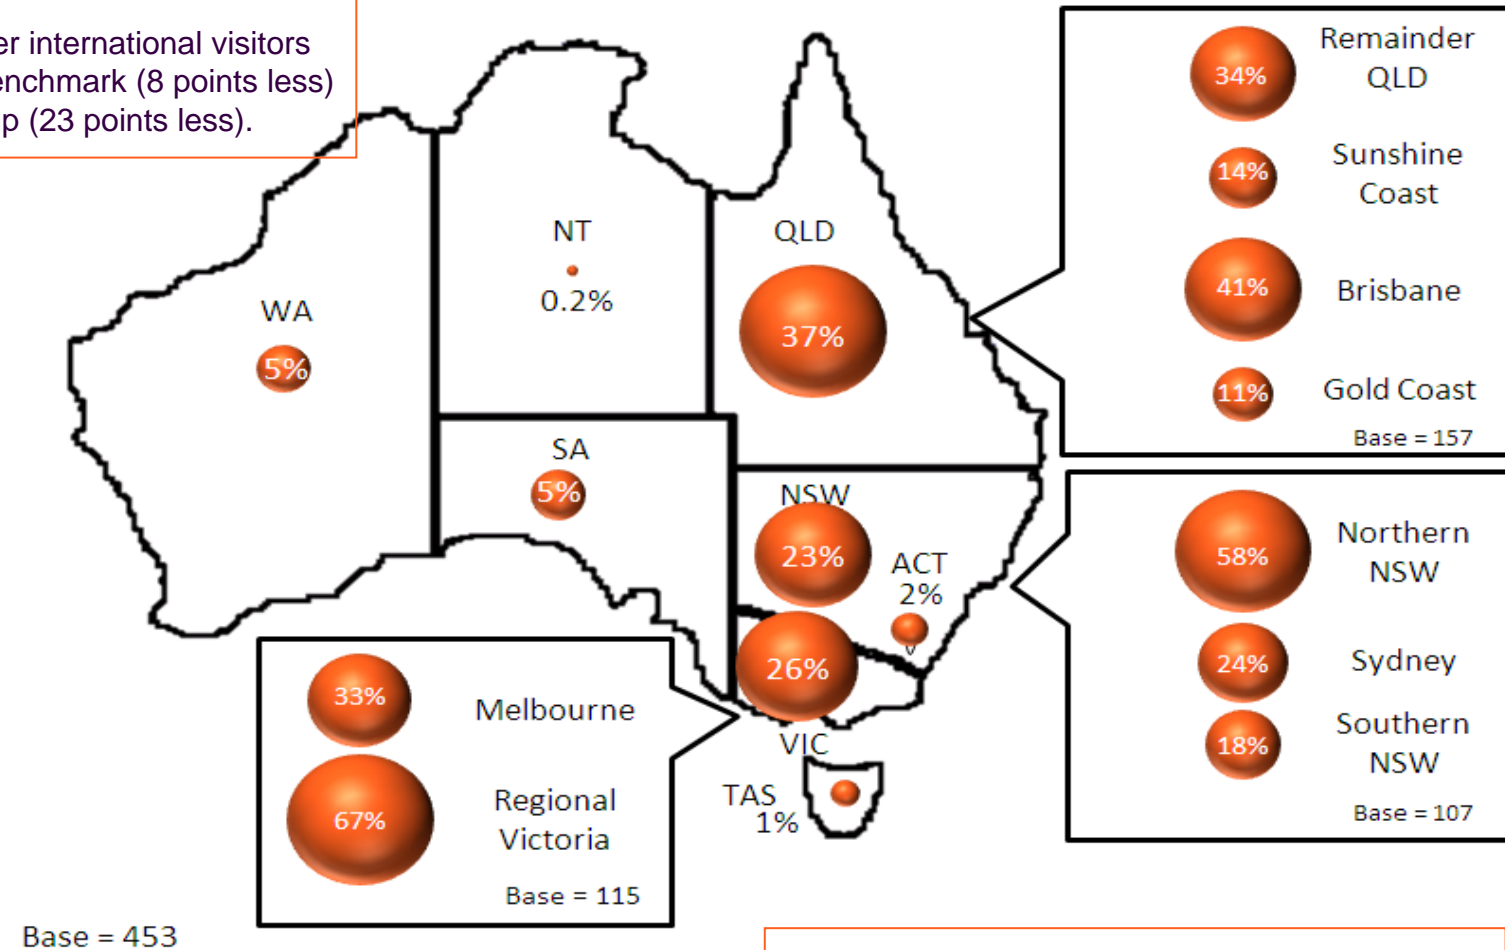 er international visitors
enchmark (8 points less)
p (23 points less).
WA
5%
NT
0.2%
QLD
37%
SA
5%
NSW
23%
ACT
2%
26%
VIC
TAS
1%
34%
Remainder
QLD
14%
Sunshine
Coast
41%
Brisbane
11%
Gold Coast
Base = 157
58%
Northern
NSW
24%
Sydney
18%
Southern
NSW
Base = 107
33%
Melbourne
67%
Regional
Victoria
Base = 115
Base = 453